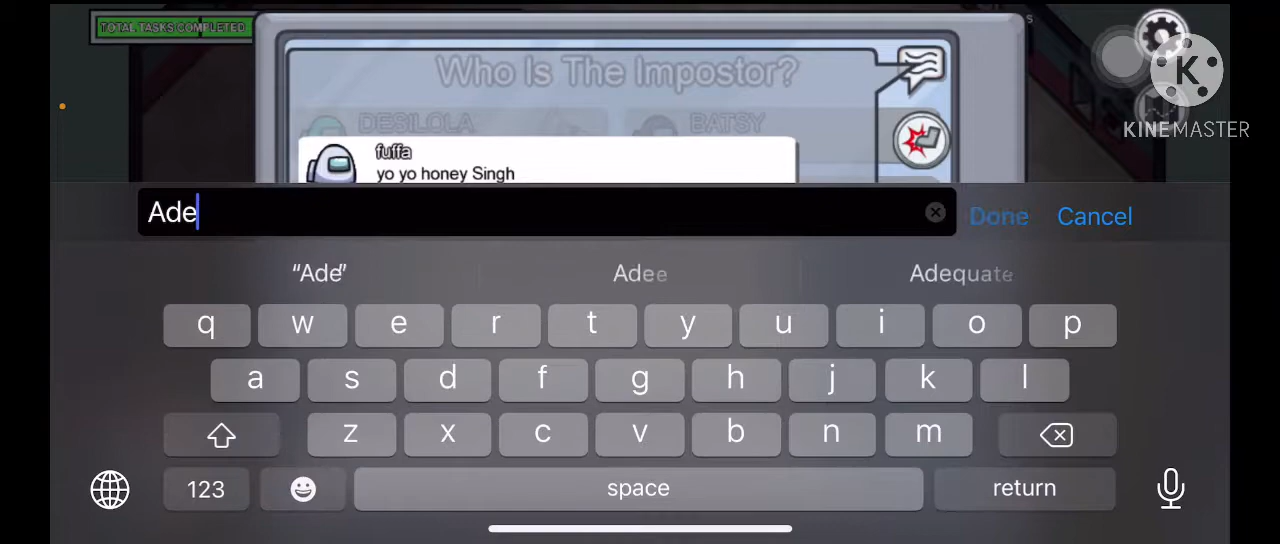 TOTAL TASKS COMPLETED
s
Who Is The Impostor?
DESILOLA
BATSY
K
KINEMASTER
fuffa
yo yo honey Singh
Ade
Done
Cancel
"Ade"
Adee
Adequate
q w e r t y u i o p
a s d f g h j k l
z x c v b n m
123
space
return